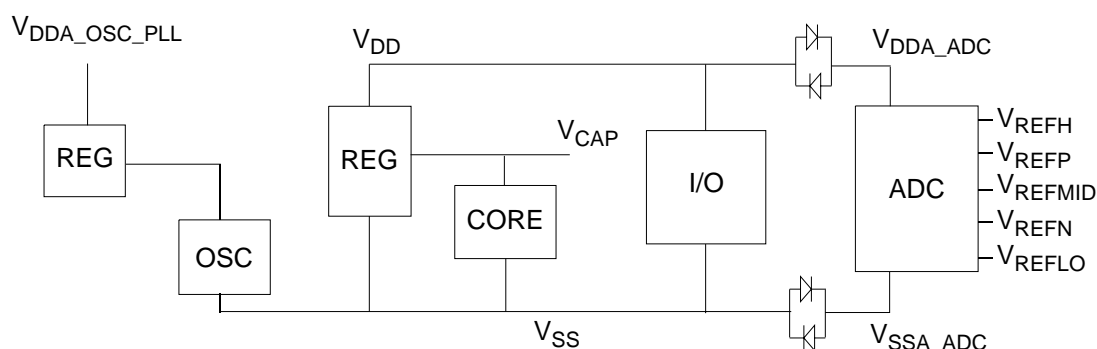 VDDA_OSC_PLL
VDD
VDDA_ADC
REG
REG
VCAP
CORE
I/O
ADC
VREFH
VREFP
VREFMID
VREFN
VREFLO
OSC
VSS
VSSA_ADC